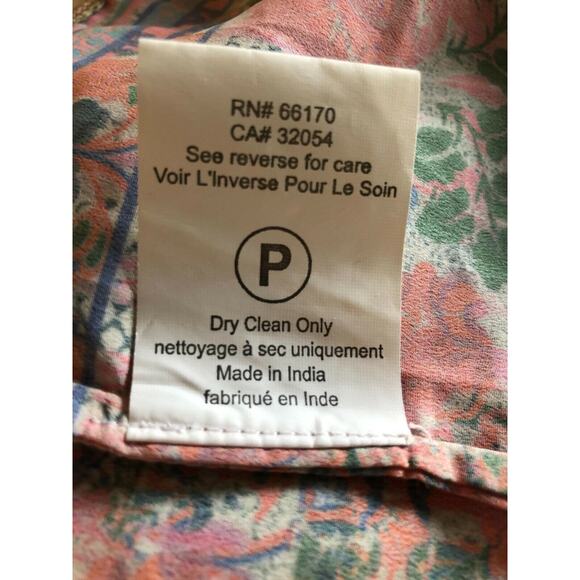 RN# 66170
CA# 32054
See reverse for care
Voir L'Inverse Pour Le Soin
P
Dry Clean Only
nettoyage à sec uniquement
Made in India
fabriqué en Inde